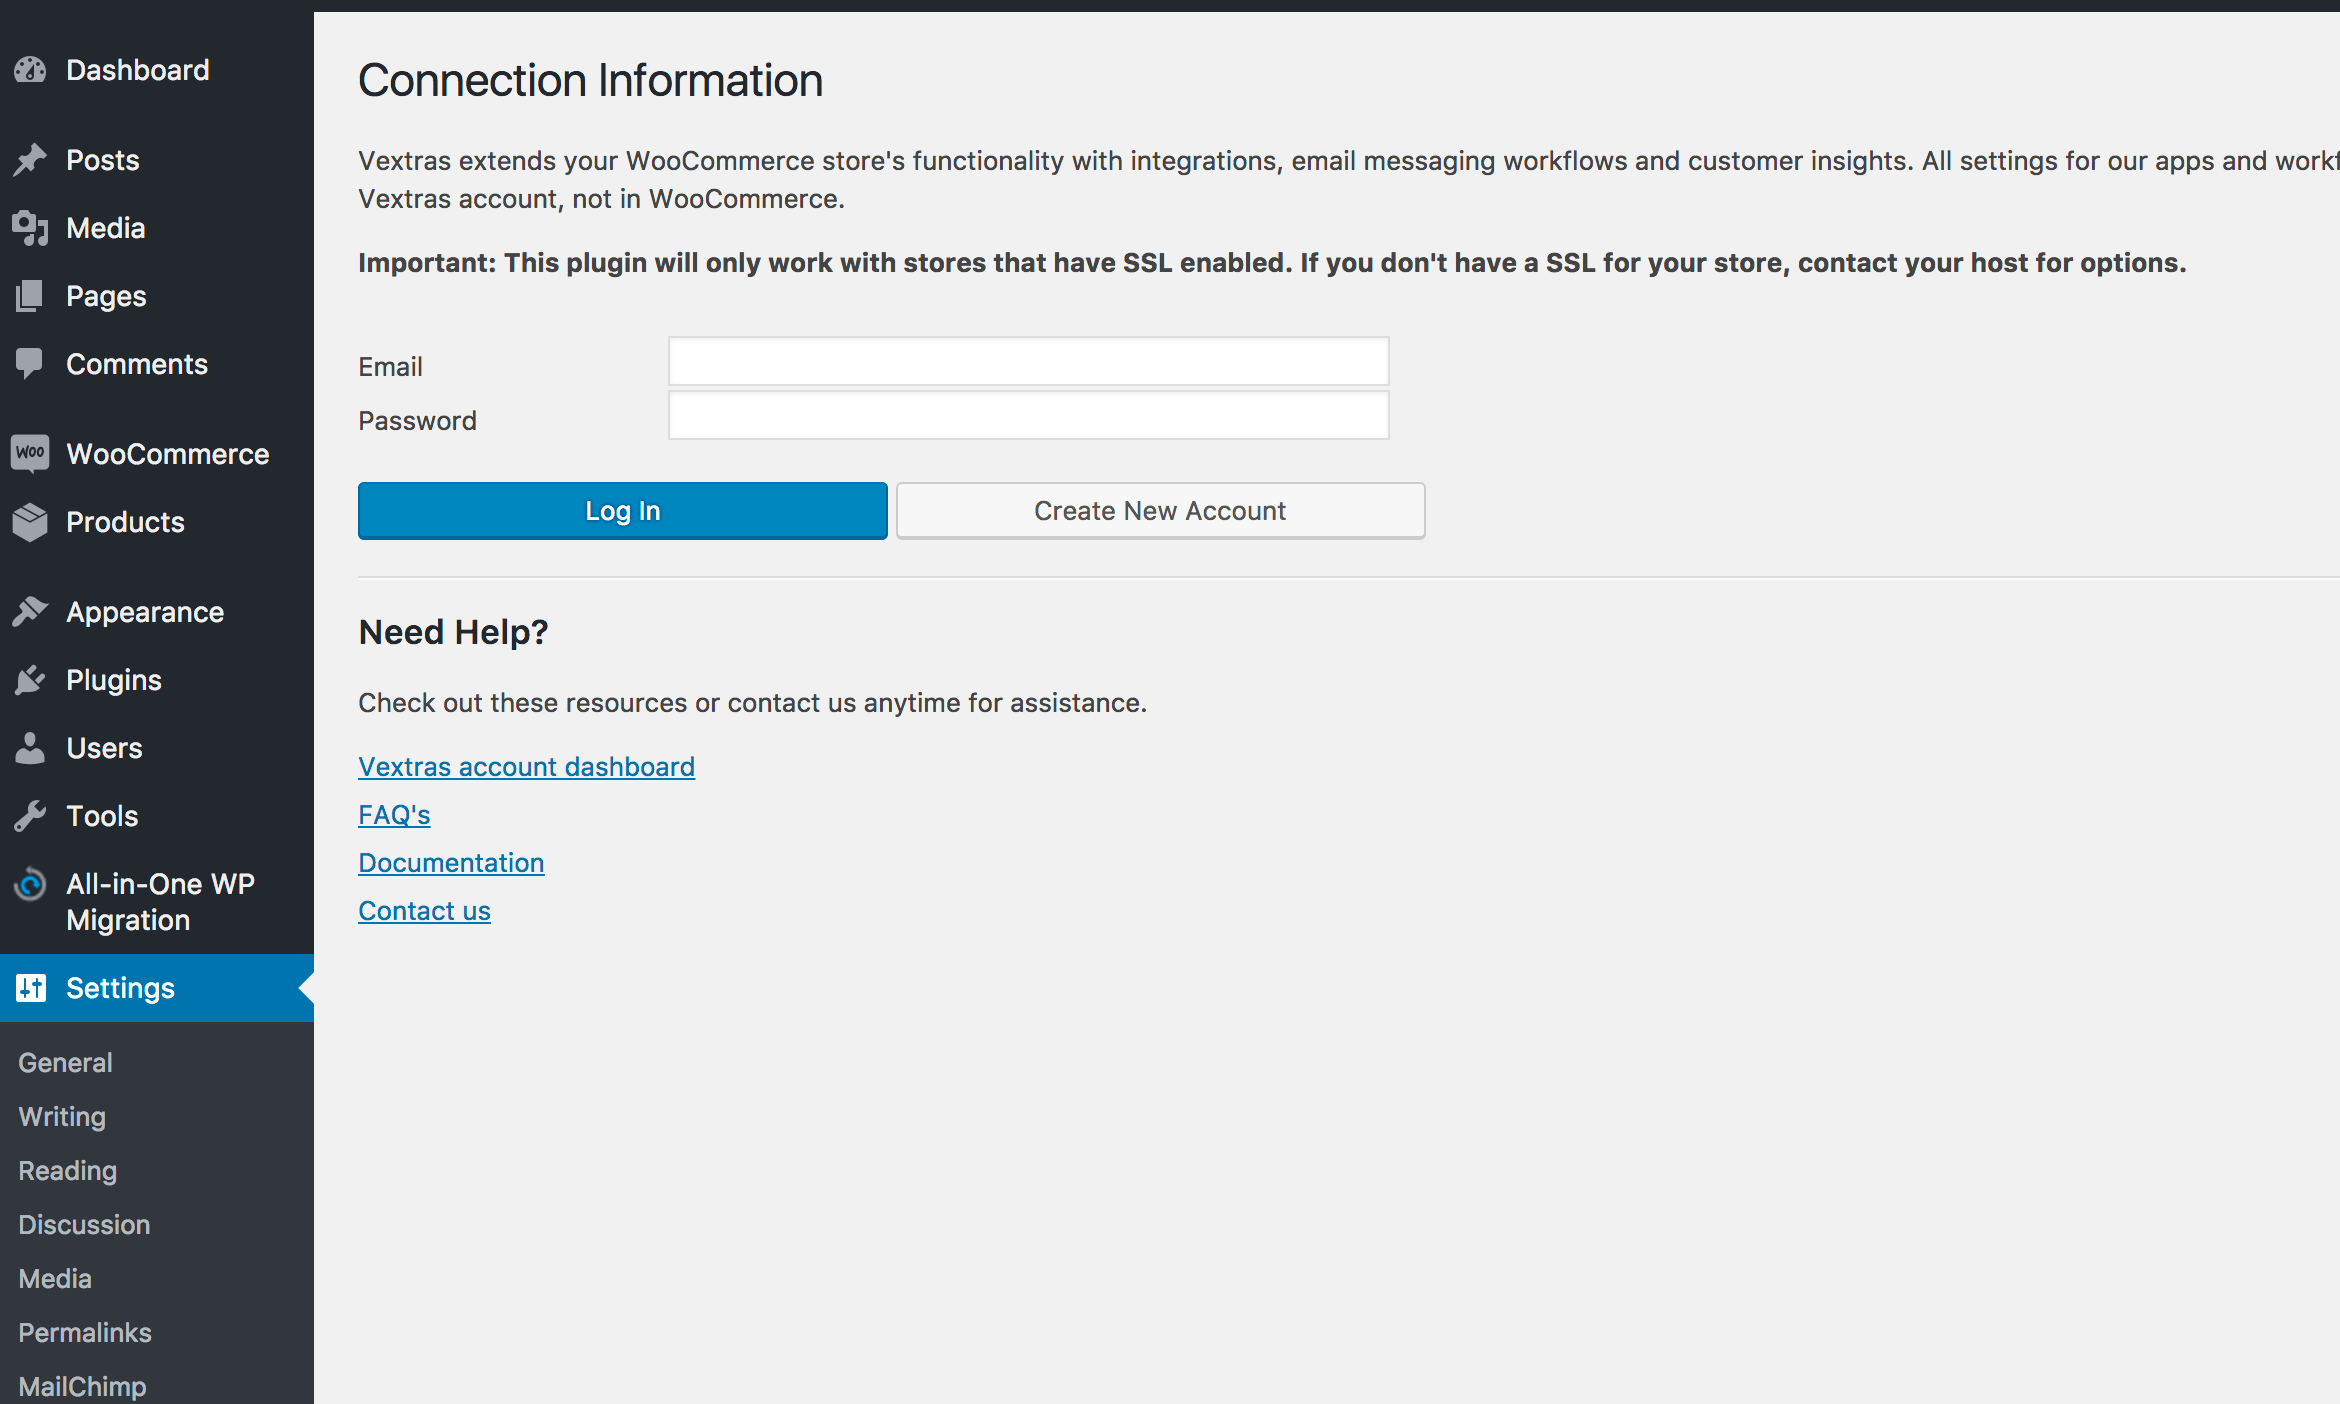 Dashboard
Posts
Media
Pages
Comments
Woo
WooCommerce
Products
Appearance
Plugins
Users
Tools
All-in-One WP
Migration
Settings
General
Writing
Reading
Discussion
Media
Permalinks
MailChimp
Connection Information
Vextras extends your WooCommerce store's functionality with integrations, email messaging workflows and customer insights. All settings for our apps and
Vextras account, not in WooCommerce.
Important: This plugin will only work with stores that have SSL enabled. If you don't have a SSL for your store, contact your host for options.
Email
Password
Log In
Create New Account
Need Help?
Check out these resources or contact us anytime for assistance.
Vextras account dashboard
FAQ's
Documentation
Contact us